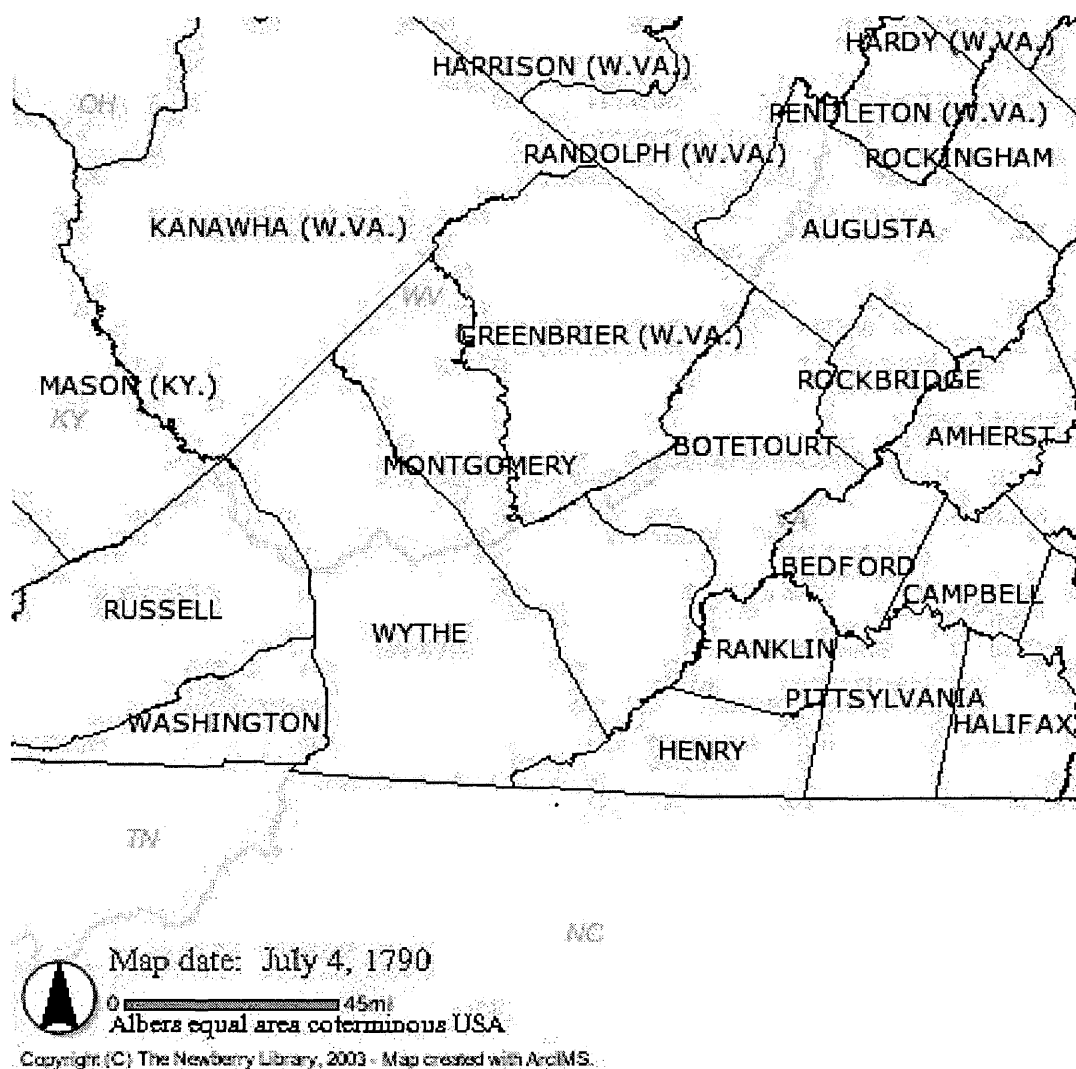 HARDY (W.VA.)
HARRISON (W.VA.)
OH
PENDLETON (W.VA.)
RANDOLPH (W.VA.)
ROCKINGHAM
KANAWHA (W.VA.)
AUGUSTA
WV
GREENBRIER (W.VA.)
MASON (KY.)
ROCKBRIDGE
KY
AMHERST
BOTETOURT
MONTGOMERY
VA
BEDFORD
CAMPBELL
RUSSELL
WYTHE
FRANKLIN
PITTSYLVANIA
WASHINGTON
HALIFAX
HENRY
TN
NC
Map date: July 4, 1790
0 45mi
Albers equal area coterminous USA
Copyright (C) The Newberry Library, 2003 - Map created with ArcIMS.